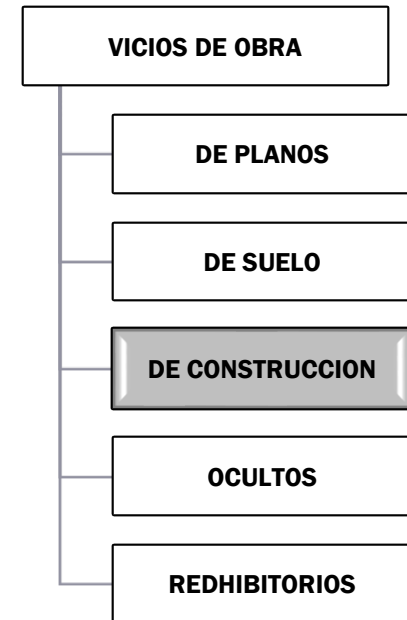 VICIOS DE OBRA
DE PLANOS
DE SUELO
DE CONSTRUCCION
OCULTOS
REDHIBITORIOS